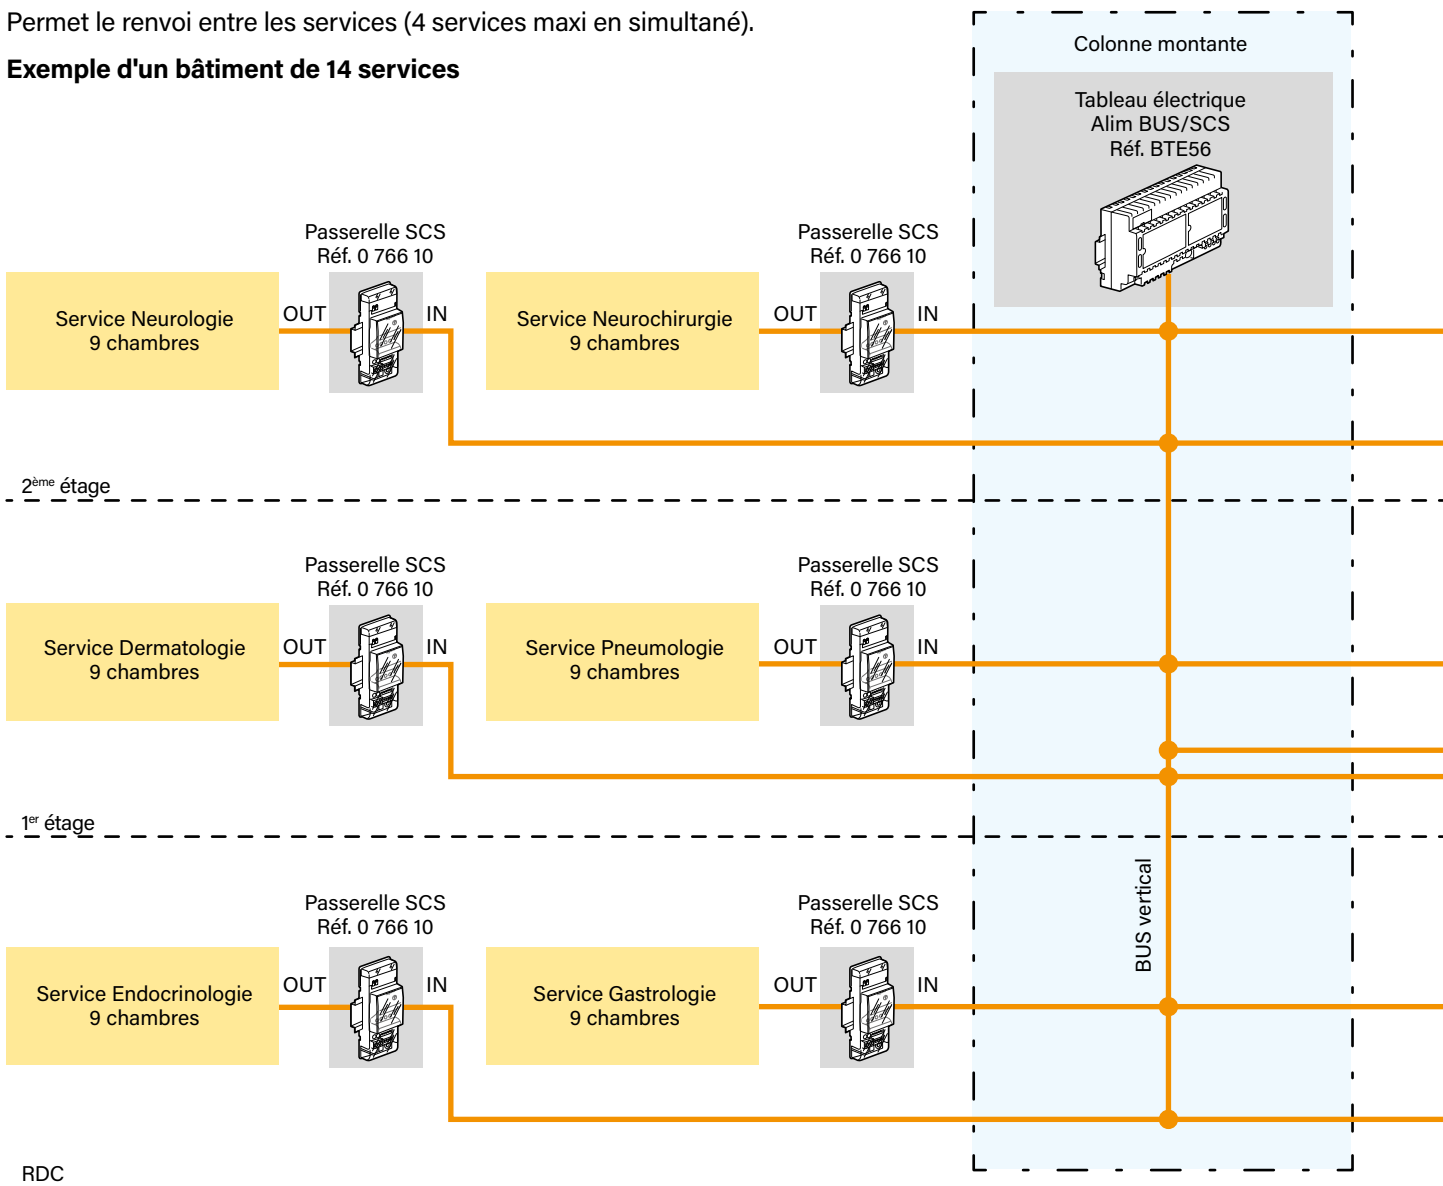 Permet le renvoi entre les services (4 services maxi en simultané).
Exemple d'un bâtiment de 14 services
Colonne montante
Tableau électrique
Alim BUS/SCS
Réf. BTE56
Passerelle SCS
Réf. 0 766 10
Service Neurologie
9 chambres
OUT
IN
Passerelle SCS
Réf. 0 766 10
Service Neurochirurgie
9 chambres
OUT
IN
2ème étage
Passerelle SCS
Réf. 0 766 10
Service Dermatologie
9 chambres
OUT
IN
Passerelle SCS
Réf. 0 766 10
Service Pneumologie
9 chambres
OUT
IN
1er étage
BUS vertical
Passerelle SCS
Réf. 0 766 10
Service Endocrinologie
9 chambres
OUT
IN
Passerelle SCS
Réf. 0 766 10
Service Gastrologie
9 chambres
OUT
IN
RDC